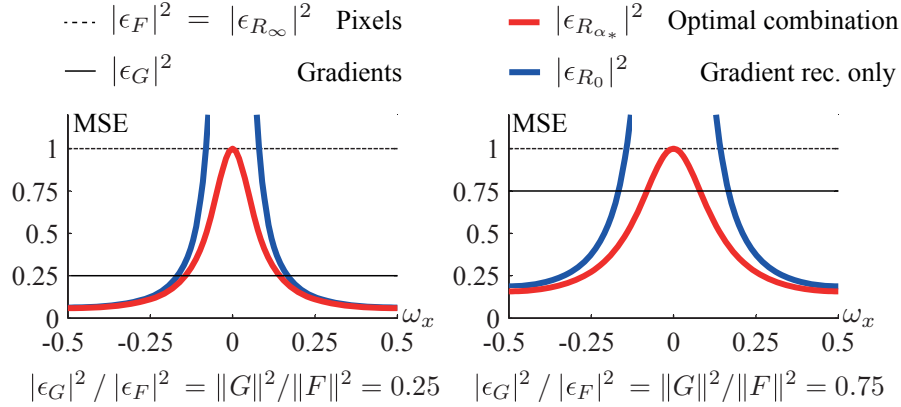 |ϵ_F|² = |ϵ_{R_∞}|² Pixels
|ϵ_G|² Gradients
|ϵ_{R_{α_*}}|² Optimal combination
|ϵ_{R_0}|² Gradient rec. only
MSE
1
0.75
0.5
0.25
0
-0.5 -0.25 0 0.25 0.5
ω_x
|ϵ_G|² / |ϵ_F|² = ‖G‖²/‖F‖² = 0.25
MSE
1
0.75
0.5
0.25
0
-0.5 -0.25 0 0.25 0.5
ω_x
|ϵ_G|² / |ϵ_F|² = ‖G‖²/‖F‖² = 0.75